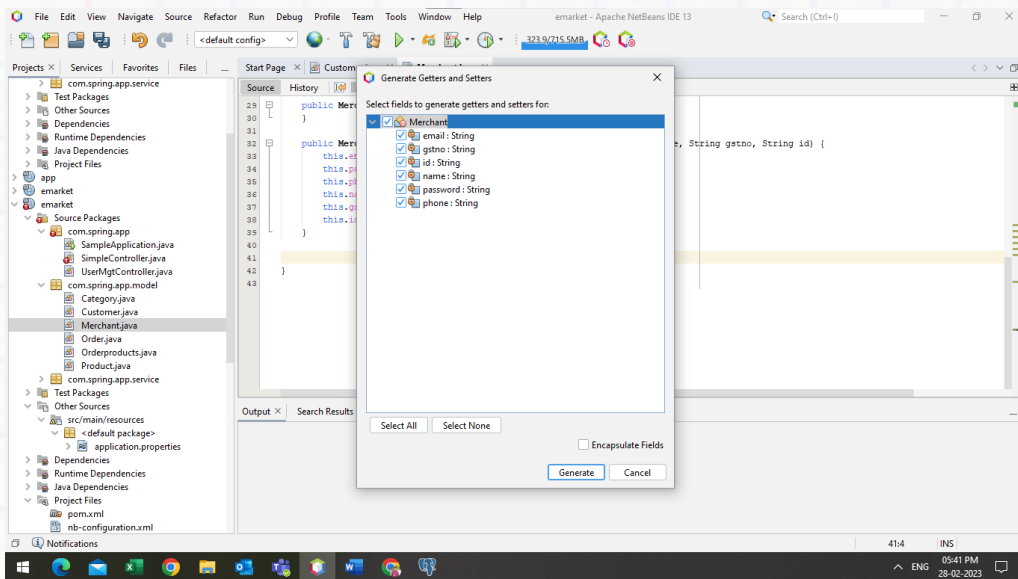 File Edit View Navigate Source Refactor Run Debug Profile Team Tools Window Help emarket - Apache NetBeans IDE 13 Search (Ctrl+I)
<default config> 323.9/715.5MB
Projects Services Favorites Files
Start Page
Source History
com.spring.app.service
Test Packages
Other Sources
Dependencies
Runtime Dependencies
Java Dependencies
Project Files
app
emarket
emarket
Source Packages
com.spring.app
SampleApplication.java
SimpleController.java
UserMgtController.java
com.spring.app.model
Category.java
Customer.java
Merchant.java
Order.java
Orderproducts.java
Product.java
com.spring.app.service
Test Packages
Other Sources
src/main/resources
<default package>
application.properties
Dependencies
Runtime Dependencies
Java Dependencies
Project Files
pom.xml
nb-configuration.xml
29 public Mer
30 }
31
32 public Mer e, String gstno, String id) {
33 this.e
34 this.p
35 this.p
36 this.n
37 this.g
38 this.i
39 }
40
41
42 }
43
Generate Getters and Setters
Select fields to generate getters and setters for:
Merchant
email : String
gstno : String
id : String
name : String
password : String
phone : String
Select All Select None
Encapsulate Fields
Generate Cancel
Output Search Results
Notifications 41:4 INS
ENG 05:41 PM
28-02-2023